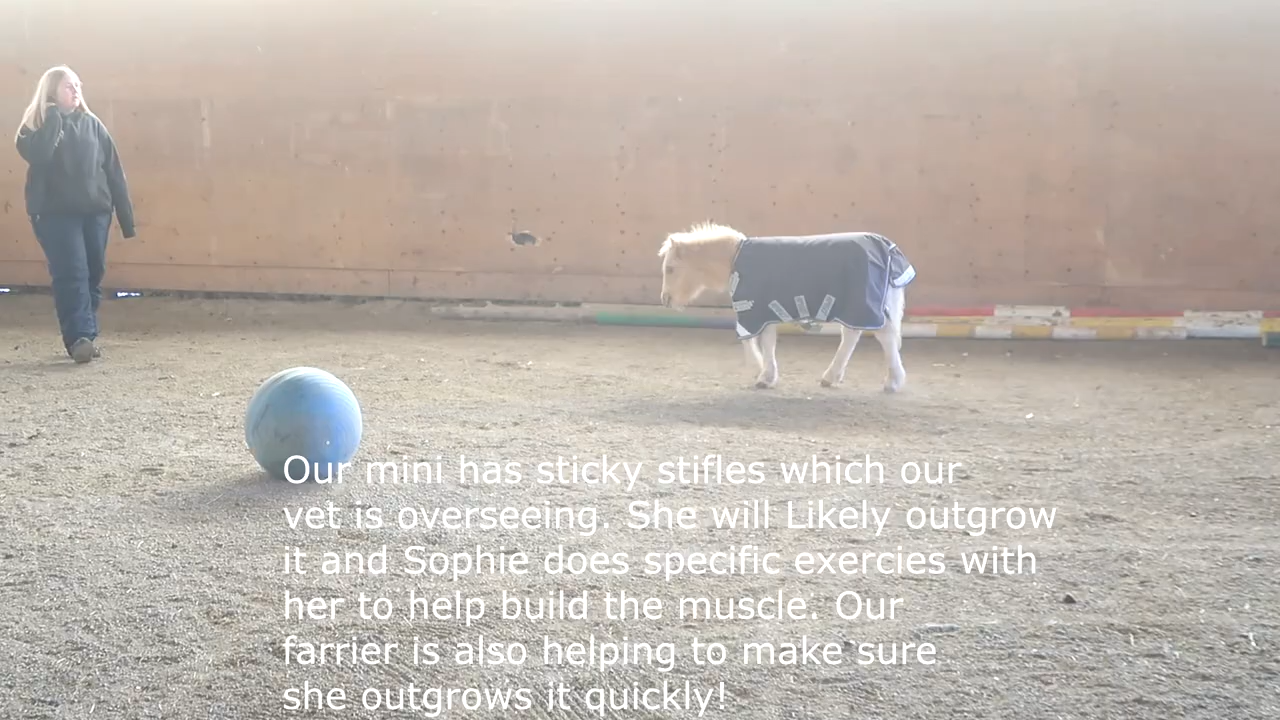 Our mini has sticky stifles which our
vet is overseeing. She will Likely outgrow
it and Sophie does specific exercies with
her to help build the muscle. Our
farrier is also helping to make sure
she outgrows it quickly!